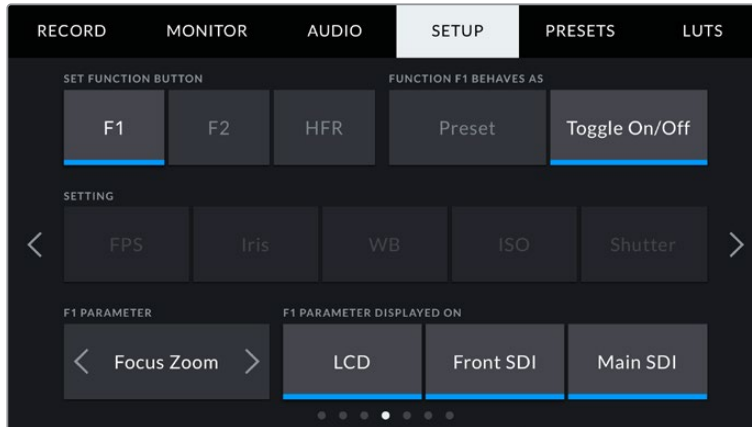 RECORD MONITOR AUDIO SETUP PRESETS LUTS
SET FUNCTION BUTTON FUNCTION F1 BEHAVES AS
F1 F2 HFR Preset Toggle On/Off
SETTING
FPS Iris WB ISO Shutter
F1 PARAMETER F1 PARAMETER DISPLAYED ON
Focus Zoom LCD Front SDI Main SDI